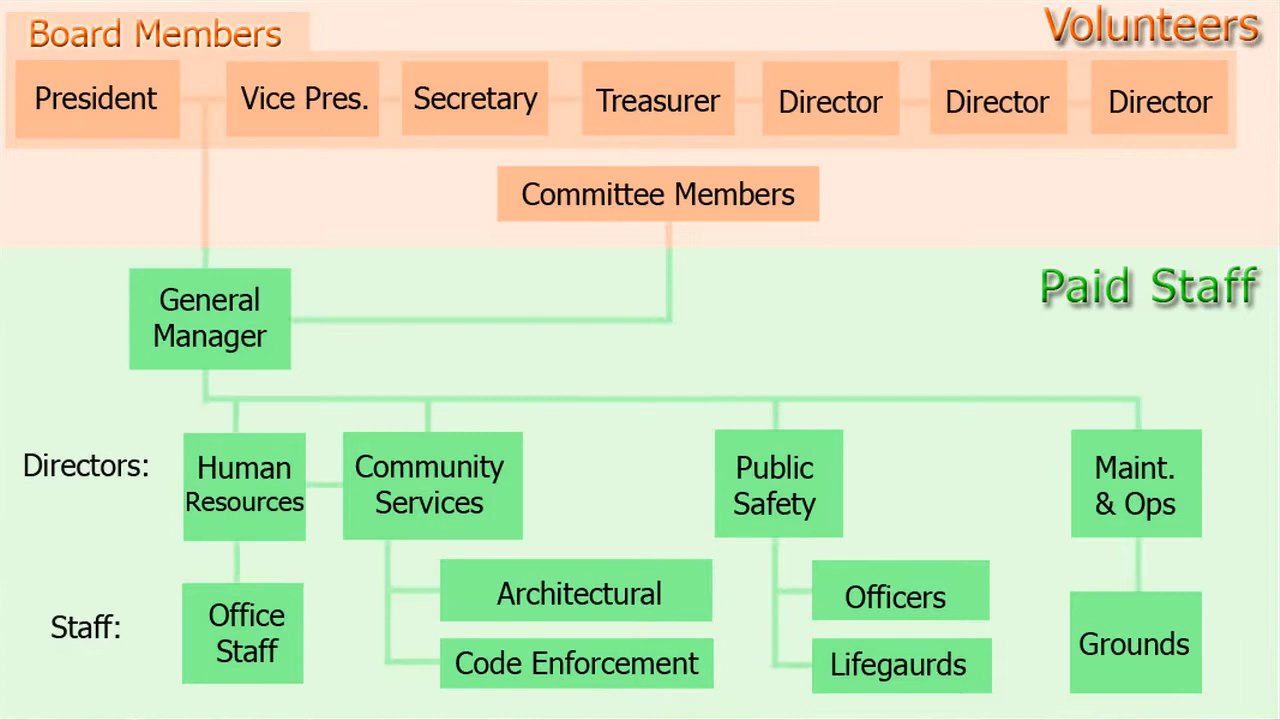 Board Members
Volunteers
President
Vice Pres.
Secretary
Treasurer
Director
Director
Director
Committee Members
General
Manager
Paid Staff
Directors:
Human
Resources
Community
Services
Public
Safety
Maint.
& Ops
Staff:
Office
Staff
Architectural
Code Enforcement
Officers
Lifegaurds
Grounds